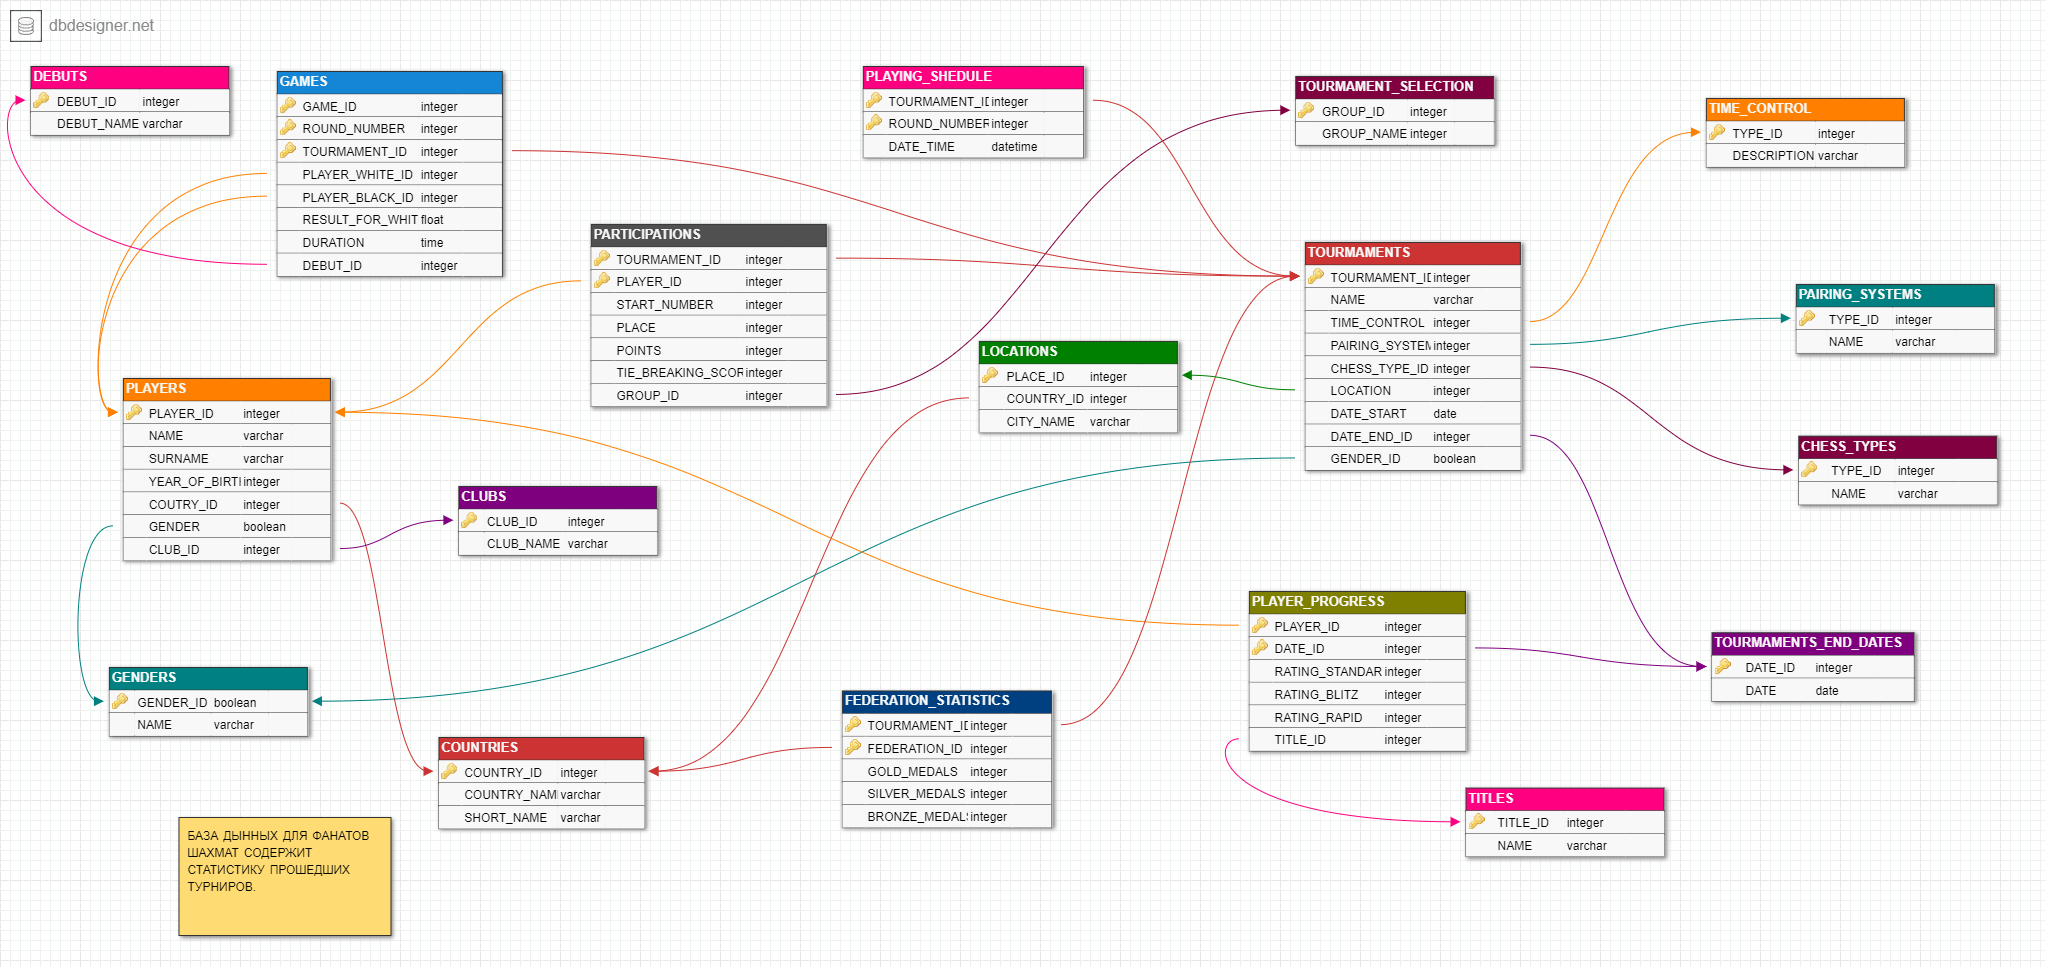 dbdesigner.net
DEBUTS
DEBUT_ID integer
DEBUT_NAME varchar
GAMES
GAME_ID integer
ROUND_NUMBER integer
TOURMAMENT_ID integer
PLAYER_WHITE_ID integer
PLAYER_BLACK_ID integer
RESULT_FOR_WHIT float
DURATION time
DEBUT_ID integer
PLAYING_SHEDULE
TOURMAMENT_ID integer
ROUND_NUMBER integer
DATE_TIME datetime
TOURMAMENT_SELECTION
GROUP_ID integer
GROUP_NAME integer
TIME_CONTROL
TYPE_ID integer
DESCRIPTION varchar
PARTICIPATIONS
TOURMAMENT_ID integer
PLAYER_ID integer
START_NUMBER integer
PLACE integer
POINTS integer
TIE_BREAKING_SCOR integer
GROUP_ID integer
TOURMAMENTS
TOURMAMENT_ID integer
NAME varchar
TIME_CONTROL integer
PAIRING_SYSTEM integer
CHESS_TYPE_ID integer
LOCATION integer
DATE_START date
DATE_END_ID integer
GENDER_ID boolean
PAIRING_SYSTEMS
TYPE_ID integer
NAME varchar
LOCATIONS
PLACE_ID integer
COUNTRY_ID integer
CITY_NAME varchar
PLAYERS
PLAYER_ID integer
NAME varchar
SURNAME varchar
YEAR_OF_BIRTH integer
COUTRY_ID integer
GENDER boolean
CLUB_ID integer
CLUBS
CLUB_ID integer
CLUB_NAME varchar
CHESS_TYPES
TYPE_ID integer
NAME varchar
PLAYER_PROGRESS
PLAYER_ID integer
DATE_ID integer
RATING_STANDAR integer
RATING_BLITZ integer
RATING_RAPID integer
TITLE_ID integer
TOURMAMENTS_END_DATES
DATE_ID integer
DATE date
GENDERS
GENDER_ID boolean
NAME varchar
FEDERATION_STATISTICS
TOURMAMENT_ID integer
FEDERATION_ID integer
GOLD_MEDALS integer
SILVER_MEDALS integer
BRONZE_MEDALS integer
COUNTRIES
COUNTRY_ID integer
COUNTRY_NAM varchar
SHORT_NAME varchar
TITLES
TITLE_ID integer
NAME varchar
БАЗА ДЫННЫХ ДЛЯ ФАНАТОВ
ШАХМАТ СОДЕРЖИТ
СТАТИСТИКУ ПРОШЕДШИХ
ТУРНИРОВ.